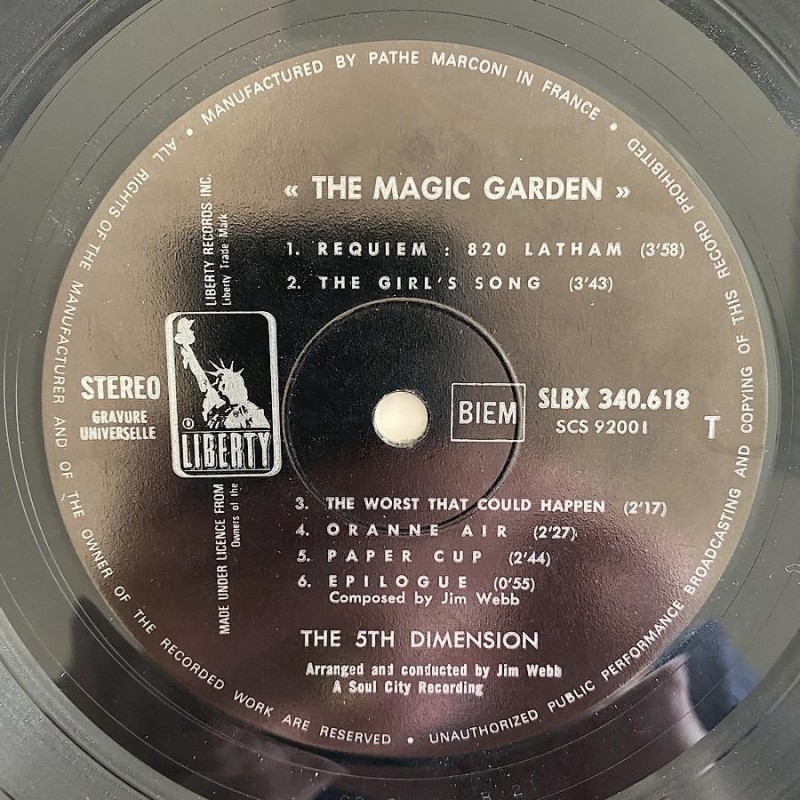 • MANUFACTURED BY PATHE MARCONI IN FRANCE •
ALL RIGHTS OF THE MANUFACTURER AND OF THE OWNER OF THE RECORDED WORK ARE RESERVED • UNAUTHORIZED PUBLIC PERFORMANCE BROADCASTING AND COPYING OF THIS RECORD PROHIBITED
« THE MAGIC GARDEN »
1. REQUIEM : 820 LATHAM (3'58)
2. THE GIRL'S SONG (3'43)
LIBERTY RECORDS INC.
Liberty Trade Mark
STEREO
GRAVURE
UNIVERSELLE
® LIBERTY
BIEM
SLBX 340.618
SCS 92001
T
MADE UNDER LICENCE FROM
Owners of the
3. THE WORST THAT COULD HAPPEN (2'17)
4. ORANNE AIR (2'27)
5. PAPER CUP (2'44)
6. EPILOGUE (0'55)
Composed by Jim Webb
THE 5TH DIMENSION
Arranged and conducted by Jim Webb
A Soul City Recording